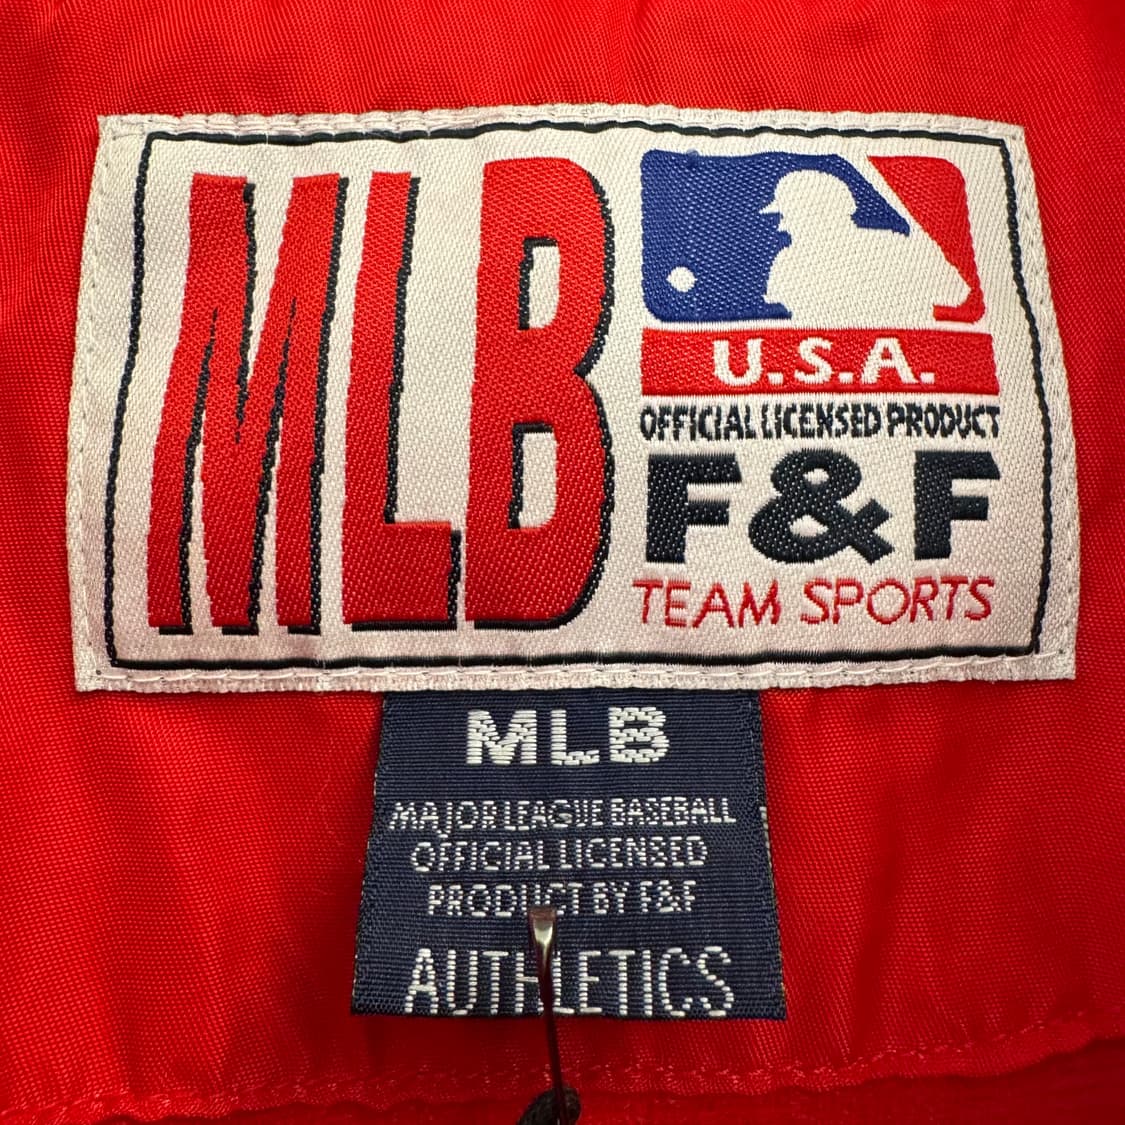 MLB
U.S.A.
OFFICIAL LICENSED PRODUCT
F&F
TEAM SPORTS
MLB
MAJOR LEAGUE BASEBALL
OFFICIAL LICENSED
PRODUCT BY F&F
AUTHLETICS